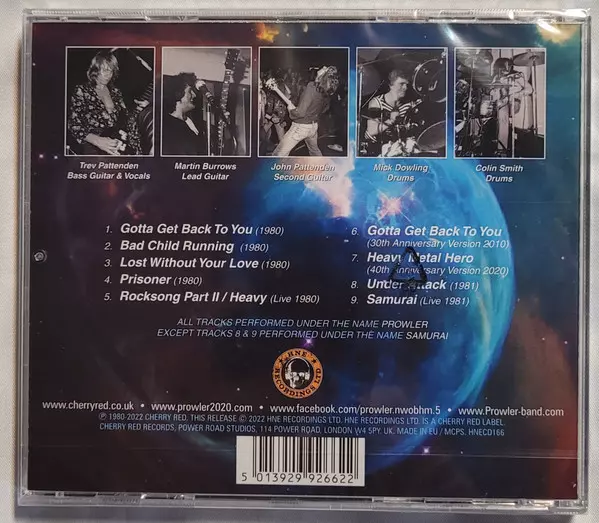 Trev Pattenden
Bass Guitar & Vocals
Martin Burrows
Lead Guitar
John Pattenden
Second Guitar
Mick Dowling
Drums
Colin Smith
Drums
1. Gotta Get Back To You (1980)
2. Bad Child Running (1980)
3. Lost Without Your Love (1980)
4. Prisoner (1980)
5. Rocksong Part II / Heavy (Live 1980)
6. Gotta Get Back To You
(30th Anniversary Version 2010)
7. Heavy Metal Hero
(40th Anniversary Version 2020)
8. Under Attack (1981)
9. Samurai (Live 1981)
ALL TRACKS PERFORMED UNDER THE NAME PROWLER
EXCEPT TRACKS 8 & 9 PERFORMED UNDER THE NAME SAMURAI
HNE
RECORDINGS LTD
www.cherryred.co.uk • www.prowler2020.com • www.facebook.com/prowler.nwobhm.5 • www.Prowler-band.com
℗ 1980-2022 CHERRY RED. THIS RELEASE © 2022 HNE RECORDINGS LTD. HNE RECORDINGS LTD. IS A CHERRY RED LABEL.
CHERRY RED RECORDS, POWER ROAD STUDIOS, 114 POWER ROAD, LONDON W4 5PY UK. MADE IN EU / MCPS. HNECD166
5 013929 926622